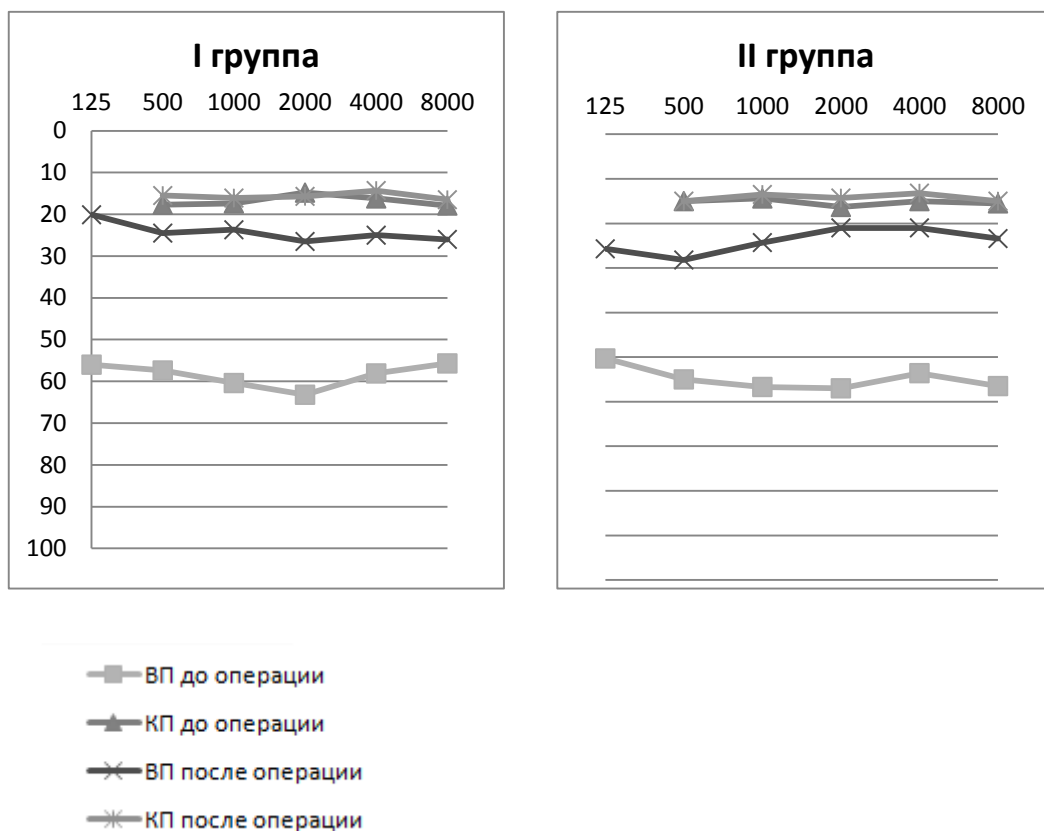 I группа
125 500 1000 2000 4000 8000
0
10
20
30
40
50
60
70
80
90
100
II группа
125 500 1000 2000 4000 8000
ВП до операции
КП до операции
ВП после операции
КП после операции